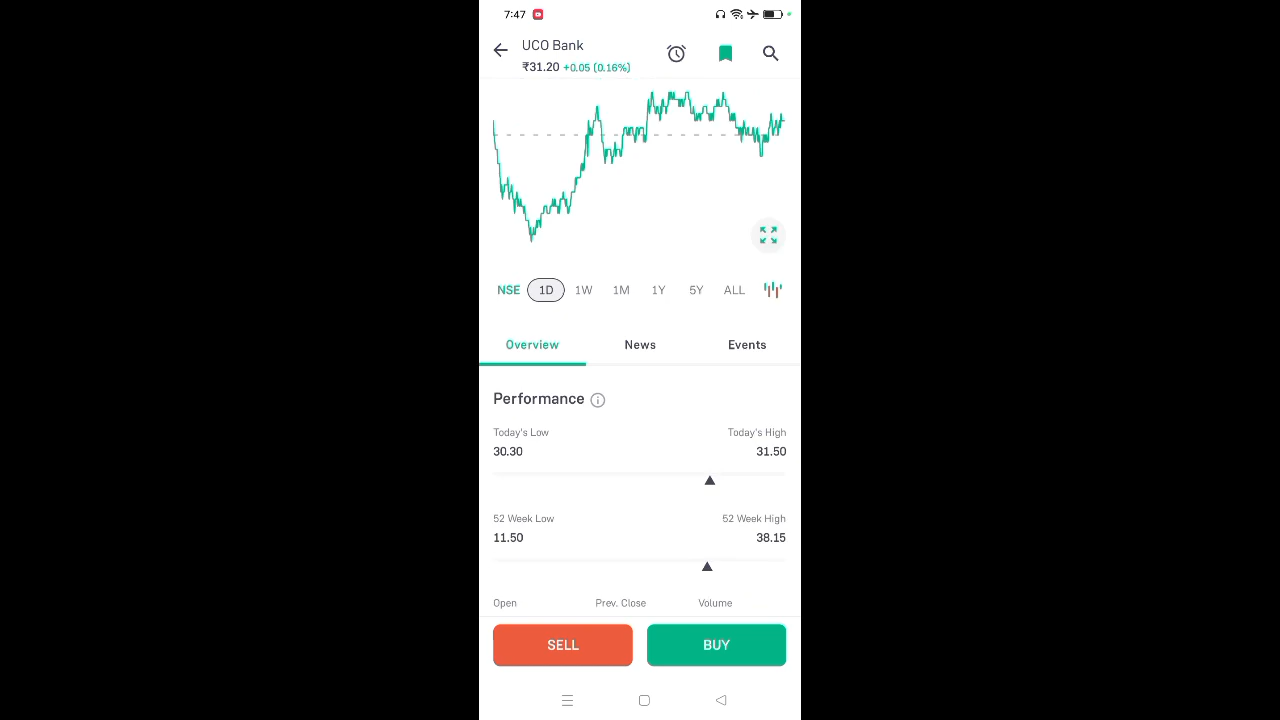 7:47
UCO Bank
₹31.20 +0.05 (0.16%)
NSE 1D 1W 1M 1Y 5Y ALL
Overview News Events
Performance
Today's Low Today's High
30.30 31.50
52 Week Low 52 Week High
11.50 38.15
Open Prev. Close Volume
SELL BUY